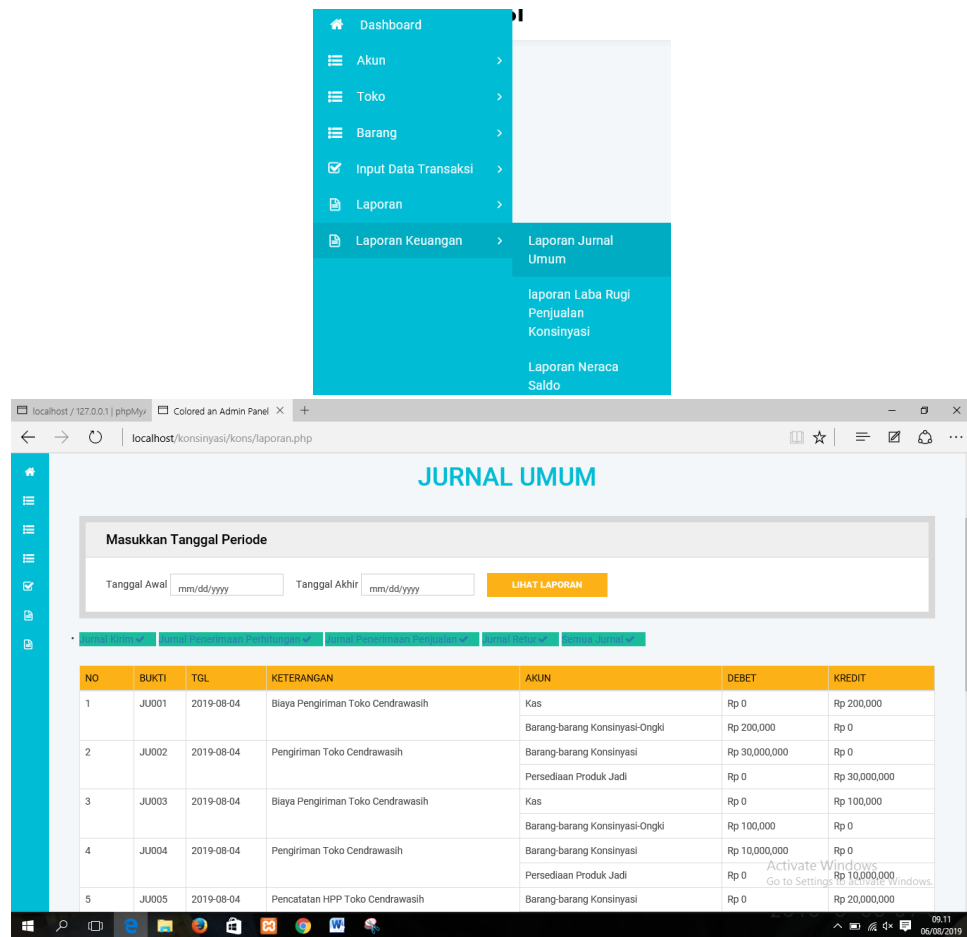 Dashboard
Akun
Toko
Barang
Input Data Transaksi
Laporan
Laporan Keuangan
Laporan Jurnal
Umum
laporan Laba Rugi
Penjualan
Konsinyasi
Laporan Neraca
Saldo
localhost / 127.0.0.1 | phpMy
Colored an Admin Panel
localhost/konsinyasi/kons/laporan.php
JURNAL UMUM
Masukkan Tanggal Periode
Tanggal Awal mm/dd/yyyy Tanggal Akhir mm/dd/yyyy LIHAT LAPORAN
Jurnal Kirim Jurnal Penerimaan Perhitungan Jurnal Penerimaan Penjualan Jurnal Retur Semua Jurnal
NO BUKTI TGL KETERANGAN AKUN DEBET KREDIT
1 JU001 2019-08-04 Biaya Pengiriman Toko Cendrawasih Kas Rp 0 Rp 200,000
Barang-barang Konsinyasi-Ongki Rp 200,000 Rp 0
2 JU002 2019-08-04 Pengiriman Toko Cendrawasih Barang-barang Konsinyasi Rp 30,000,000 Rp 0
Persediaan Produk Jadi Rp 0 Rp 30,000,000
3 JU003 2019-08-04 Biaya Pengiriman Toko Cendrawasih Kas Rp 0 Rp 100,000
Barang-barang Konsinyasi-Ongki Rp 100,000 Rp 0
4 JU004 2019-08-04 Pengiriman Toko Cendrawasih Barang-barang Konsinyasi Rp 10,000,000 Rp 0
Persediaan Produk Jadi Rp 0 Rp 10,000,000
5 JU005 2019-08-04 Pencatatan HPP Toko Cendrawasih Barang-barang Konsinyasi Rp 0 Rp 20,000,000
Activate Windows
Go to Settings to activate Windows.
09.11
06/08/2019